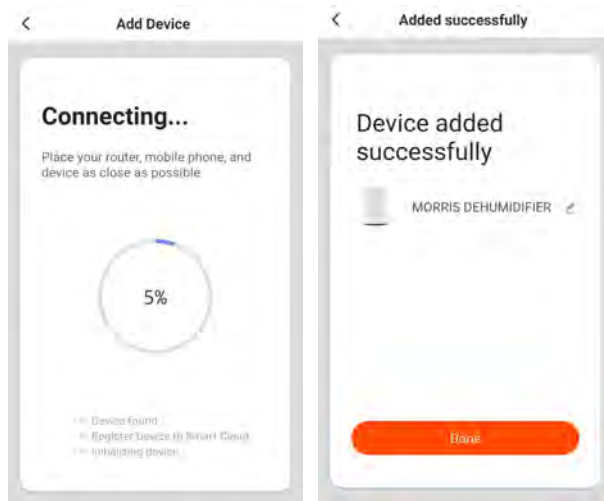 Add Device
Connecting...
Place your router, mobile phone, and
device as close as possible
5%
Device found
Register Device to Smart Cloud
Initializing device
Added successfully
Device added
successfully
MORRIS DEHUMIDIFIER